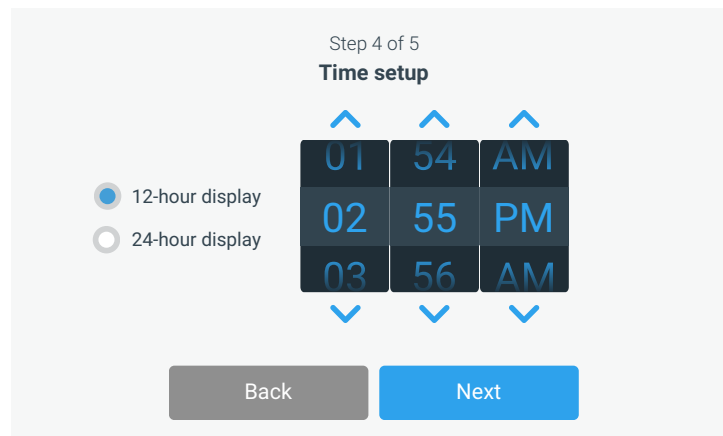 Step 4 of 5
Time setup
01 54 AM
12-hour display
02 55 PM
24-hour display
03 56 AM
Back Next